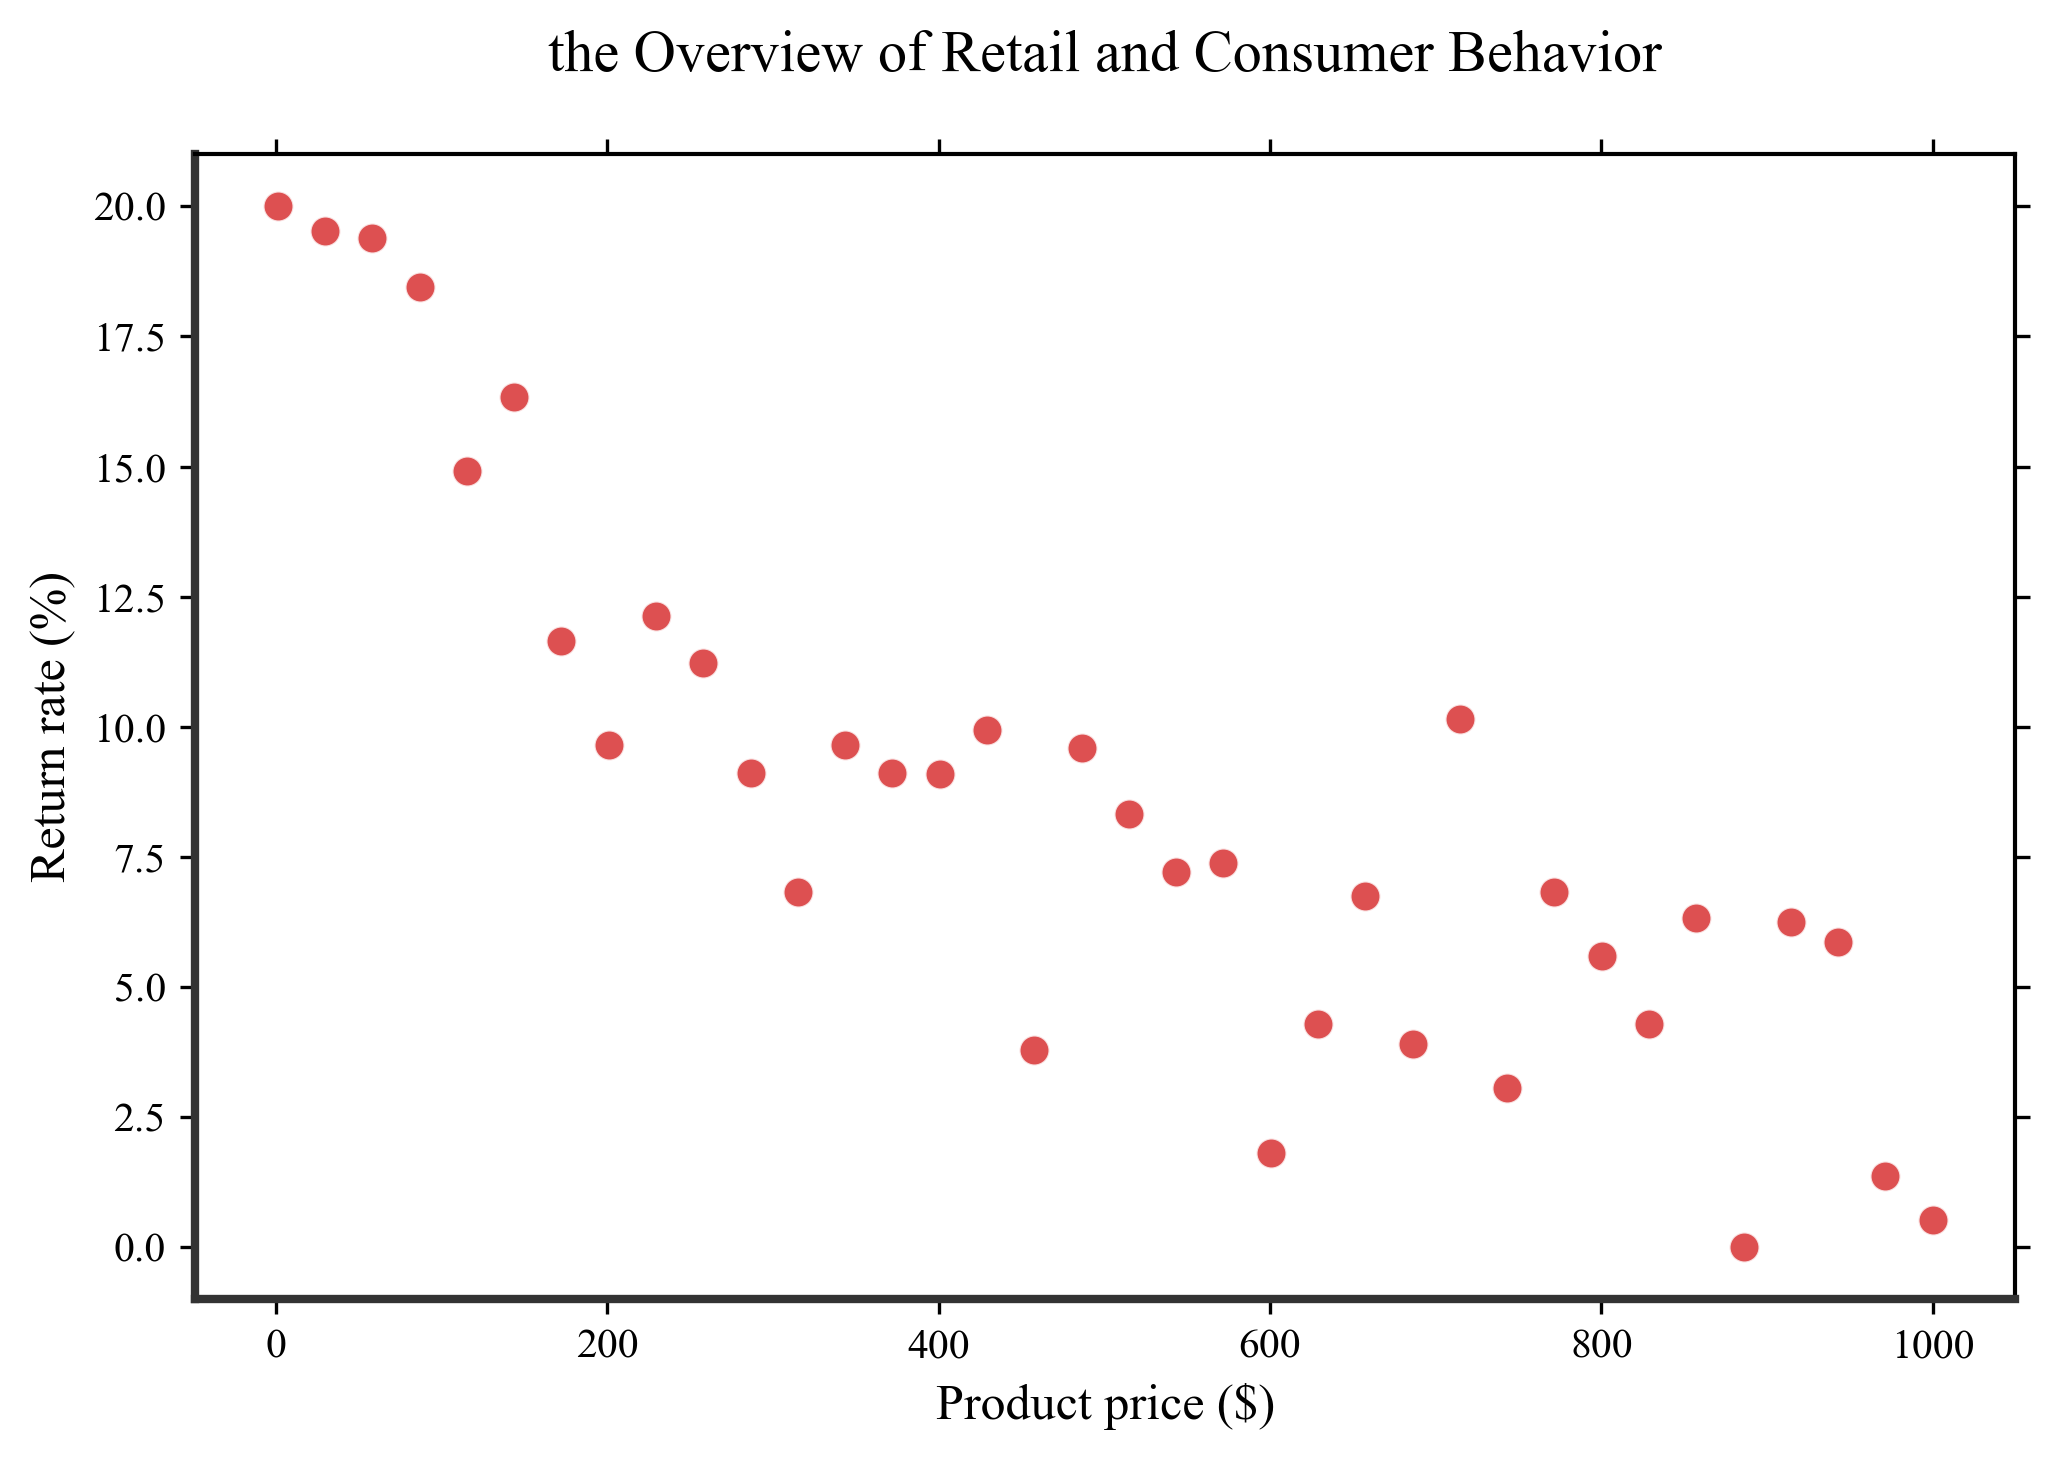 the Overview of Retail and Consumer Behavior
20.0
17.5
15.0
12.5
10.0
7.5
5.0
2.5
0.0
Return rate (%)
0 200 400 600 800 1000
Product price ($)